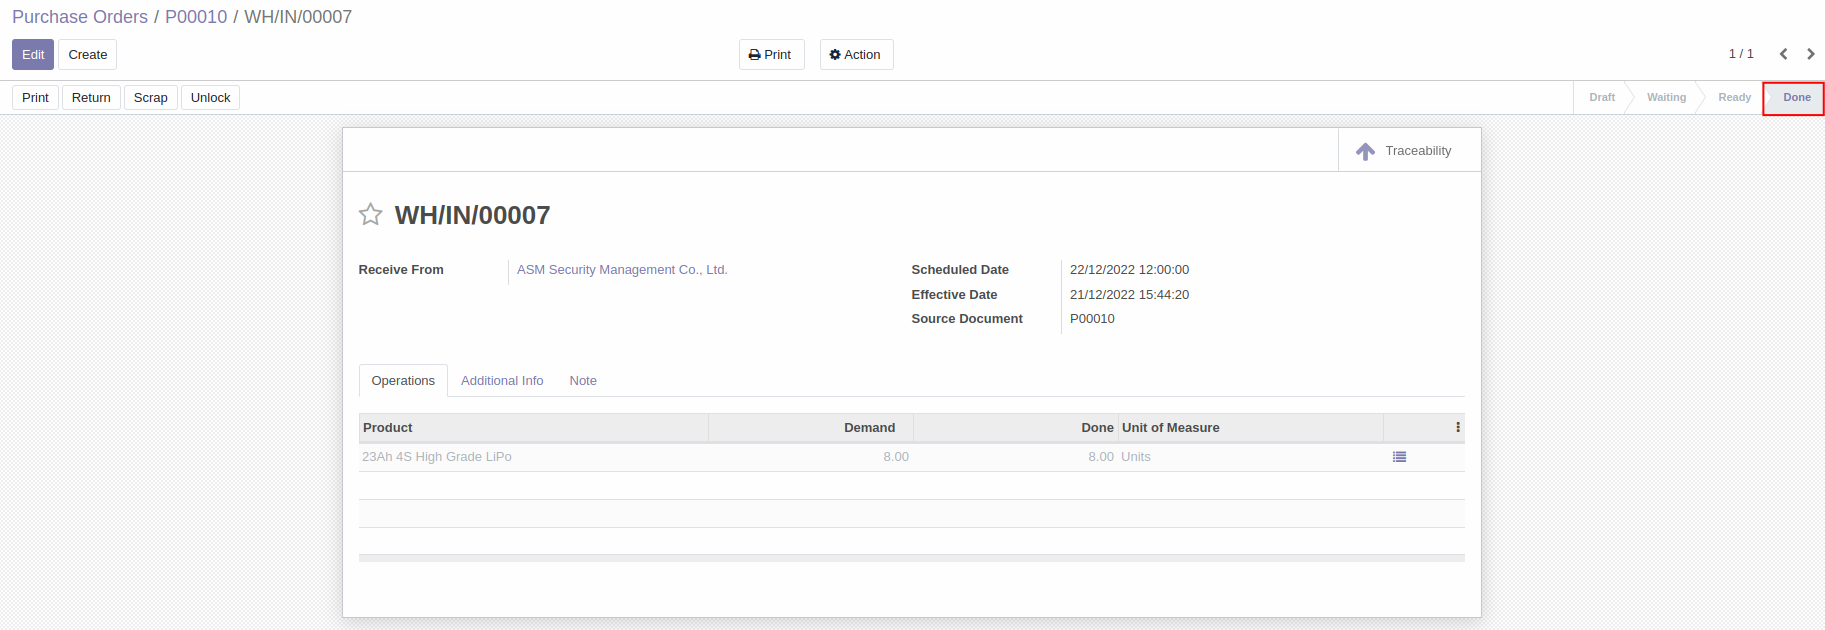 Purchase Orders / P00010 / WH/IN/00007
Edit Create Print Action 1 / 1
Print Return Scrap Unlock Draft Waiting Ready Done
Traceability
WH/IN/00007
Receive From ASM Security Management Co., Ltd. Scheduled Date 22/12/2022 12:00:00
Effective Date 21/12/2022 15:44:20
Source Document P00010
Operations Additional Info Note
Product Demand Done Unit of Measure
23Ah 4S High Grade LiPo 8.00 8.00 Units